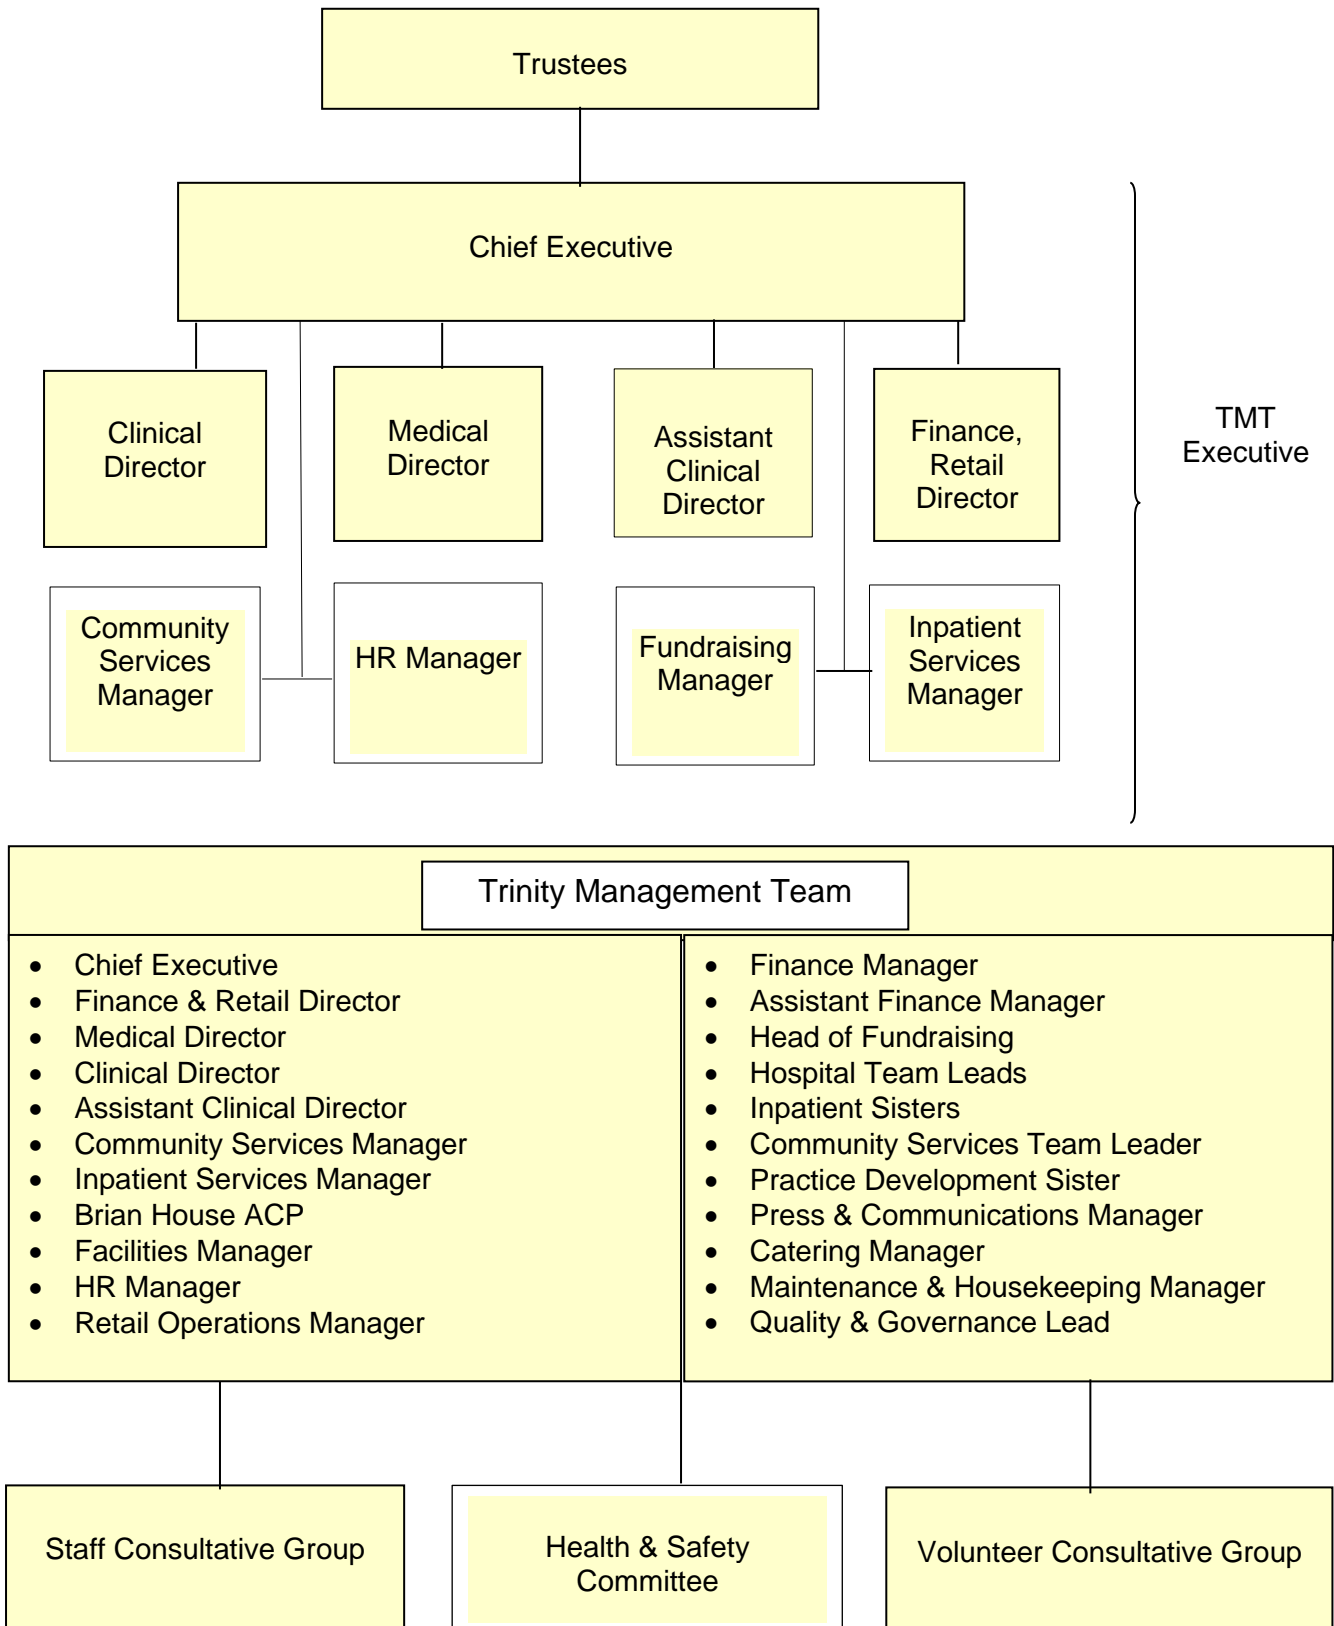 Trustees
Chief Executive
Clinical
Director
Medical
Director
Assistant
Clinical
Director
Finance,
Retail
Director
TMT
Executive
Community
Services
Manager
HR Manager
Fundraising
Manager
Inpatient
Services
Manager
Trinity Management Team
• Chief Executive
• Finance & Retail Director
• Medical Director
• Clinical Director
• Assistant Clinical Director
• Community Services Manager
• Inpatient Services Manager
• Brian House ACP
• Facilities Manager
• HR Manager
• Retail Operations Manager
• Finance Manager
• Assistant Finance Manager
• Head of Fundraising
• Hospital Team Leads
• Inpatient Sisters
• Community Services Team Leader
• Practice Development Sister
• Press & Communications Manager
• Catering Manager
• Maintenance & Housekeeping Manager
• Quality & Governance Lead
Staff Consultative Group
Health & Safety
Committee
Volunteer Consultative Group